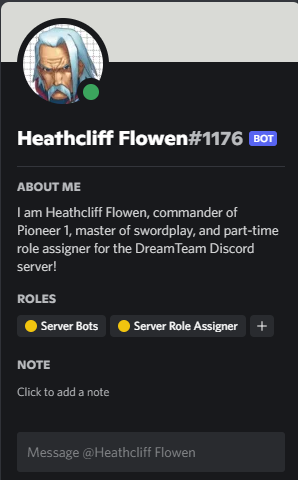 Heathcliff Flowen#1176 BOT
ABOUT ME
I am Heathcliff Flowen, commander of
Pioneer 1, master of swordplay, and part-time
role assigner for the DreamTeam Discord
server!
ROLES
Server Bots Server Role Assigner +
NOTE
Click to add a note
Message @Heathcliff Flowen